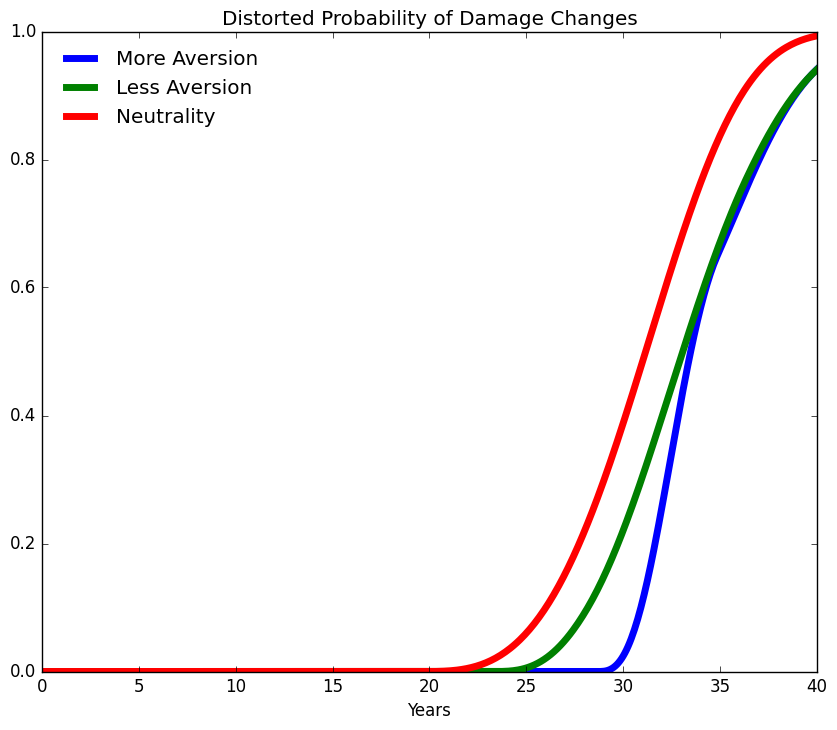 Distorted Probability of Damage Changes
More Aversion
Less Aversion
Neutrality
1.0
0.8
0.6
0.4
0.2
0.0
0 5 10 15 20 25 30 35 40
Years